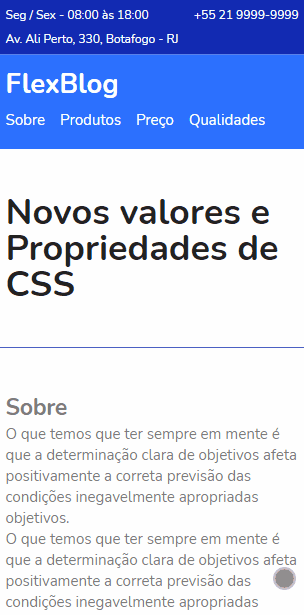 Seg / Sex - 08:00 às 18:00 +55 21 9999-9999
Av. Ali Perto, 330, Botafogo - RJ
FlexBlog
Sobre Produtos Preço Qualidades
Novos valores e
Propriedades de
CSS
Sobre
O que temos que ter sempre em mente é
que a determinação clara de objetivos afeta
positivamente a correta previsão das
condições inegavelmente apropriadas
objetivos.
O que temos que ter sempre em mente é
que a determinação clara de objetivos afeta
positivamente a correta previsão das
condições inegavelmente apropriadas